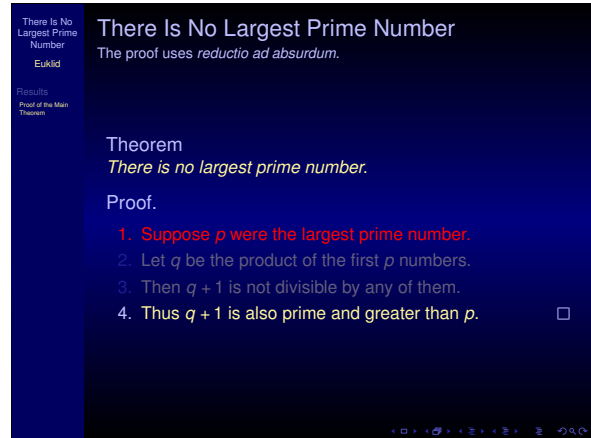 There Is No
Largest Prime
Number
Euklid
Results
Proof of the Main
Theorem
There Is No Largest Prime Number
The proof uses reductio ad absurdum.
Theorem
There is no largest prime number.
Proof.
1. Suppose p were the largest prime number.
2. Let q be the product of the first p numbers.
3. Then q + 1 is not divisible by any of them.
4. Thus q + 1 is also prime and greater than p. □